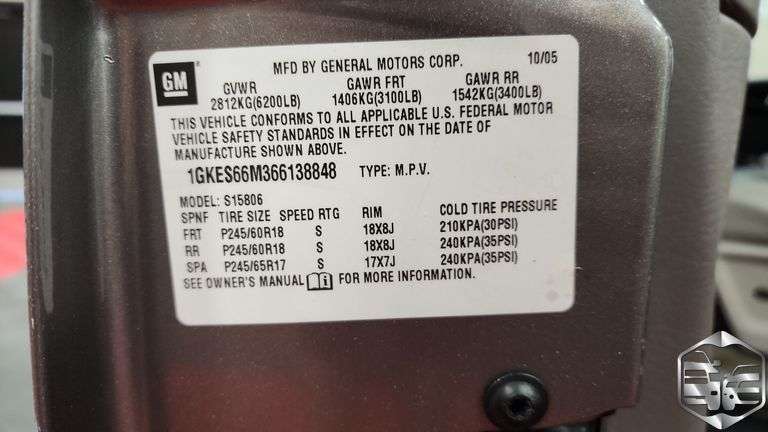 GM
MFD BY GENERAL MOTORS CORP. 10/05
GVWR GAWR FRT GAWR RR
2812KG(6200LB) 1406KG(3100LB) 1542KG(3400LB)
THIS VEHICLE CONFORMS TO ALL APPLICABLE U.S. FEDERAL MOTOR
VEHICLE SAFETY STANDARDS IN EFFECT ON THE DATE OF
MANUFACTURE SHOWN ABOVE.
1GKES66M366138848 TYPE: M.P.V.
MODEL: S15806
SPNF TIRE SIZE SPEED RTG RIM COLD TIRE PRESSURE
FRT P245/60R18 S 18X8J 210KPA(30PSI)
RR P245/60R18 S 18X8J 240KPA(35PSI)
SPA P245/65R17 S 17X7J 240KPA(35PSI)
SEE OWNER'S MANUAL FOR MORE INFORMATION.